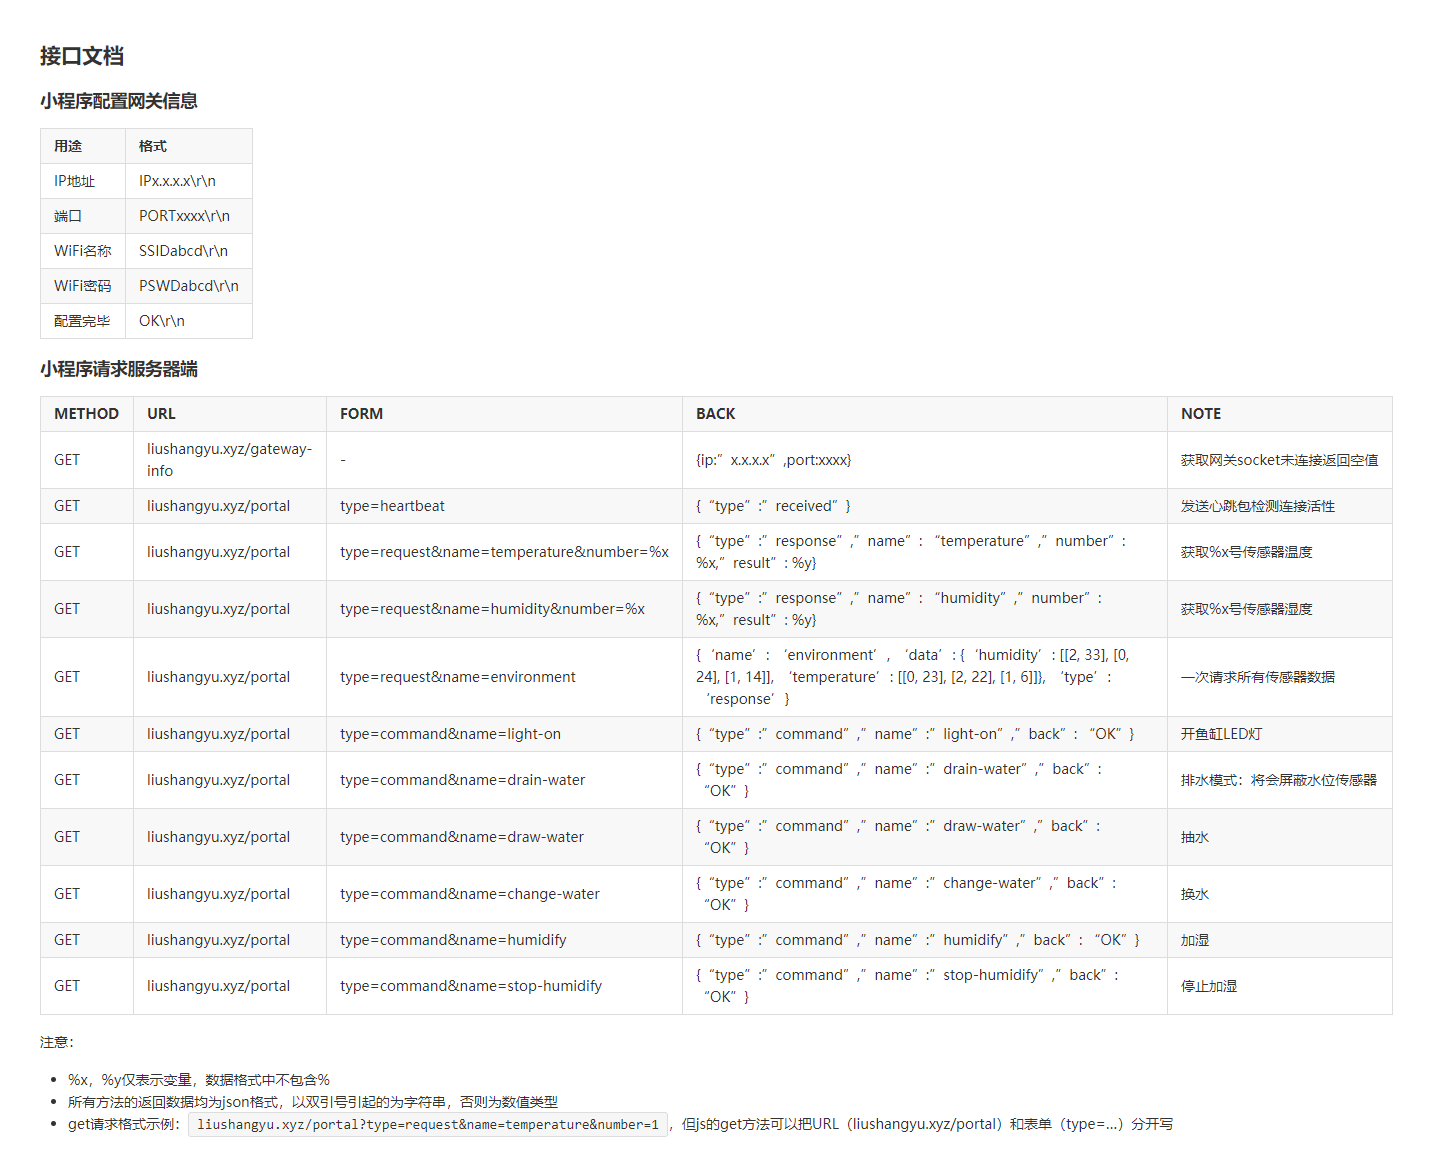 接口文档
小程序配置网关信息
用途 格式
IP地址 IPx.x.x.x\r\n
端口 PORTxxxx\r\n
WiFi名称 SSIDabcd\r\n
WiFi密码 PSWDabcd\r\n
配置完毕 OK\r\n
小程序请求服务器端
METHOD URL FORM BACK NOTE
GET liushangyu.xyz/gateway-
info - {ip:”x.x.x.x”,port:xxxx} 获取网关socket未连接返回空值
GET liushangyu.xyz/portal type=heartbeat {“type”:”received”} 发送心跳包检测连接活性
GET liushangyu.xyz/portal type=request&name=temperature&number=%x {“type”:”response”,”name”: “temperature”,”number”:
%x,”result”: %y} 获取%x号传感器温度
GET liushangyu.xyz/portal type=request&name=humidity&number=%x {“type”:”response”,”name”: “humidity”,”number”:
%x,”result”: %y} 获取%x号传感器湿度
GET liushangyu.xyz/portal type=request&name=environment {‘name’: ‘environment’, ‘data’: {‘humidity’: [[2, 33], [0,
24], [1, 14]], ‘temperature’: [[0, 23], [2, 22], [1, 6]]}, ‘type’:
‘response’} 一次请求所有传感器数据
GET liushangyu.xyz/portal type=command&name=light-on {“type”:”command”,”name”:”light-on”,”back”: “OK”} 开鱼缸LED灯
GET liushangyu.xyz/portal type=command&name=drain-water {“type”:”command”,”name”:”drain-water”,”back”:
“OK”} 排水模式：将会屏蔽水位传感器
GET liushangyu.xyz/portal type=command&name=draw-water {“type”:”command”,”name”:”draw-water”,”back”:
“OK”} 抽水
GET liushangyu.xyz/portal type=command&name=change-water {“type”:”command”,”name”:”change-water”,”back”:
“OK”} 换水
GET liushangyu.xyz/portal type=command&name=humidify {“type”:”command”,”name”:”humidify”,”back”: “OK”} 加湿
GET liushangyu.xyz/portal type=command&name=stop-humidify {“type”:”command”,”name”:”stop-humidify”,”back”:
“OK”} 停止加湿
注意：
• %x，%y仅表示变量，数据格式中不包含%
• 所有方法的返回数据均为json格式，以双引号引起的为字符串，否则为数值类型
• get请求格式示例： liushangyu.xyz/portal?type=request&name=temperature&number=1 ，但js的get方法可以把URL（liushangyu.xyz/portal）和表单（type=...）分开写